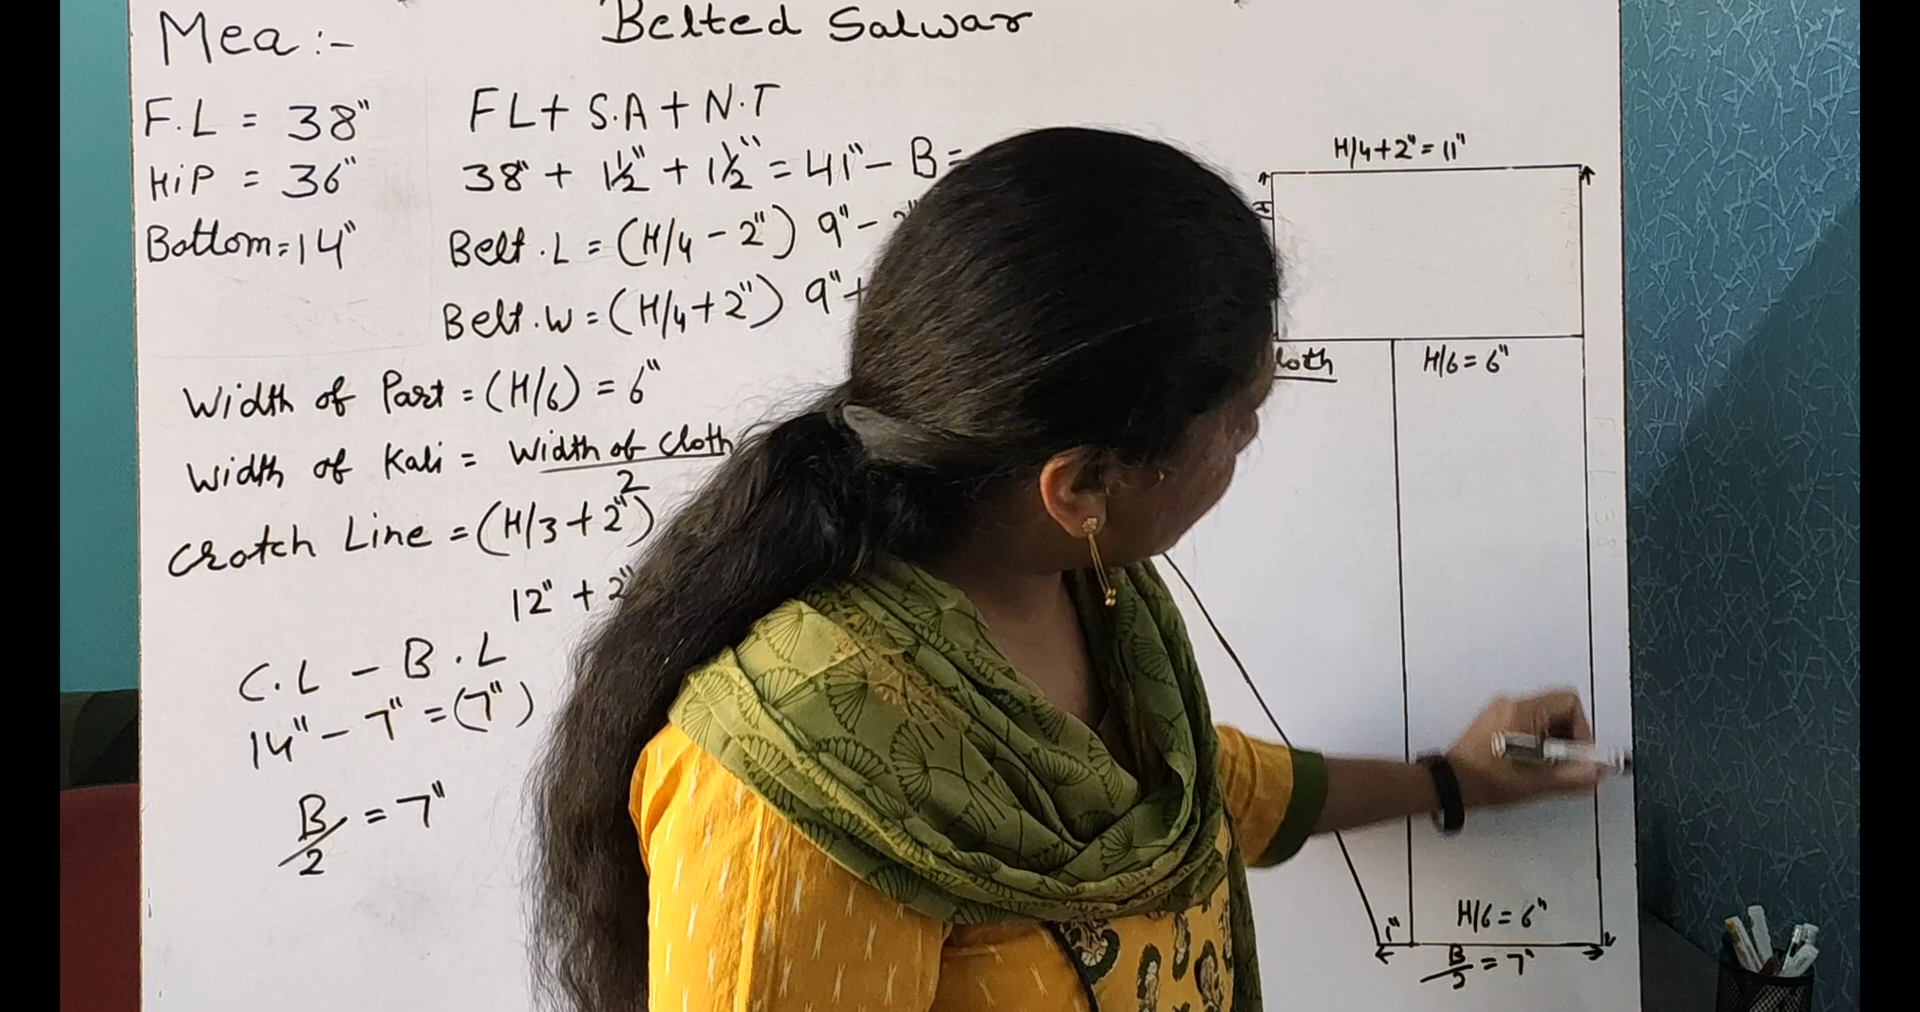 Mea :-
Belted Salwar
F.L = 38"
HiP = 36"
Bottom = 14"
FL + S.A + N.T
38" + 1½" + 1½" = 41" - B =
Belt . L = (H/4 - 2") 9" -
Belt . W = (H/4 + 2") 9" +
Width of Part = (H/6) = 6"
Width of Kali = Width of Cloth / 2
Crotch Line = (H/3 + 2")
12" + 2"
C.L - B.L
14" - 7" = (7")
B/2 = 7"
H/4 + 2" = 11"
loth
H/6 = 6"
1"
H/6 = 6"
= 7"